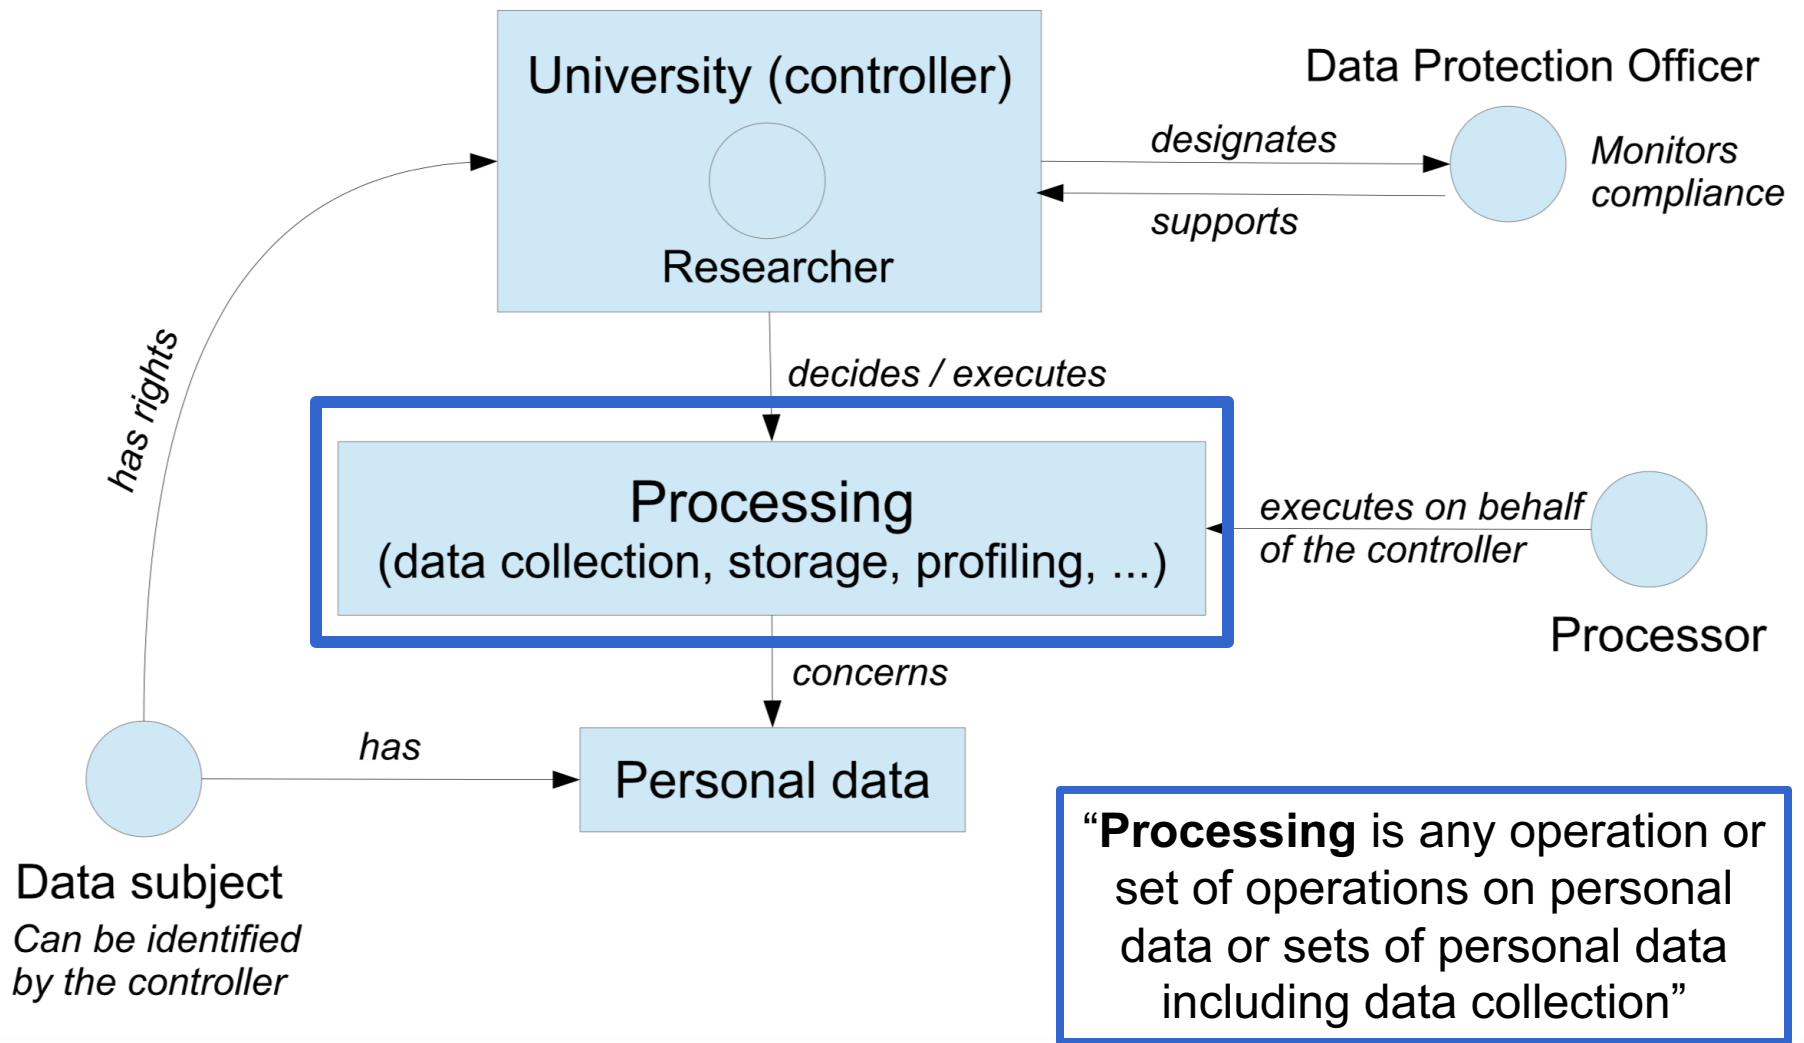 University (controller)
Researcher
Data Protection Officer
designates
Monitors
compliance
supports
has rights
decides / executes
Processing
(data collection, storage, profiling, ...)
executes on behalf
of the controller
Processor
concerns
has
Personal data
Data subject
Can be identified
by the controller
“Processing is any operation or
set of operations on personal
data or sets of personal data
including data collection”